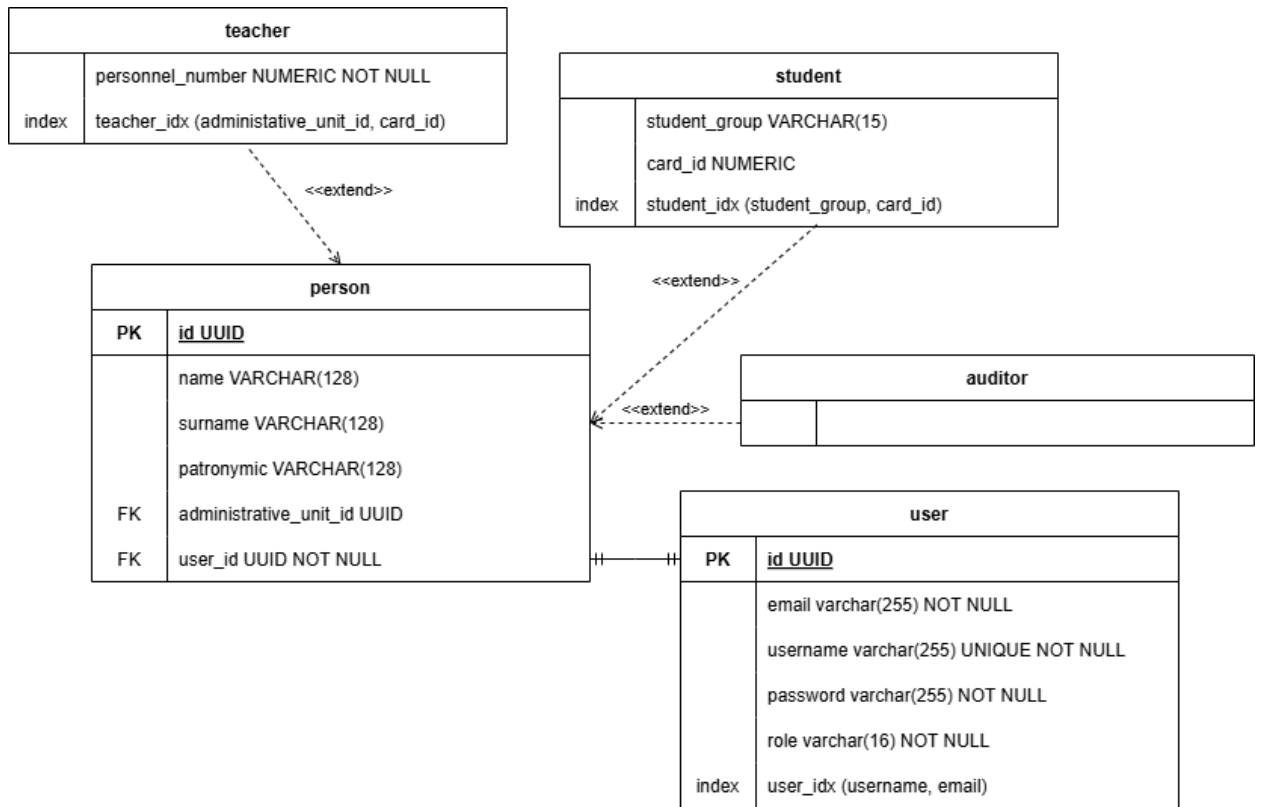 teacher
personnel_number NUMERIC NOT NULL
index teacher_idx (administative_unit_id, card_id)
student
student_group VARCHAR(15)
card_id NUMERIC
index student_idx (student_group, card_id)
<<extend>>
<<extend>>
<<extend>>
person
PK id UUID
name VARCHAR(128)
surname VARCHAR(128)
patronymic VARCHAR(128)
FK administrative_unit_id UUID
FK user_id UUID NOT NULL
auditor
user
PK id UUID
email varchar(255) NOT NULL
username varchar(255) UNIQUE NOT NULL
password varchar(255) NOT NULL
role varchar(16) NOT NULL
index user_idx (username, email)